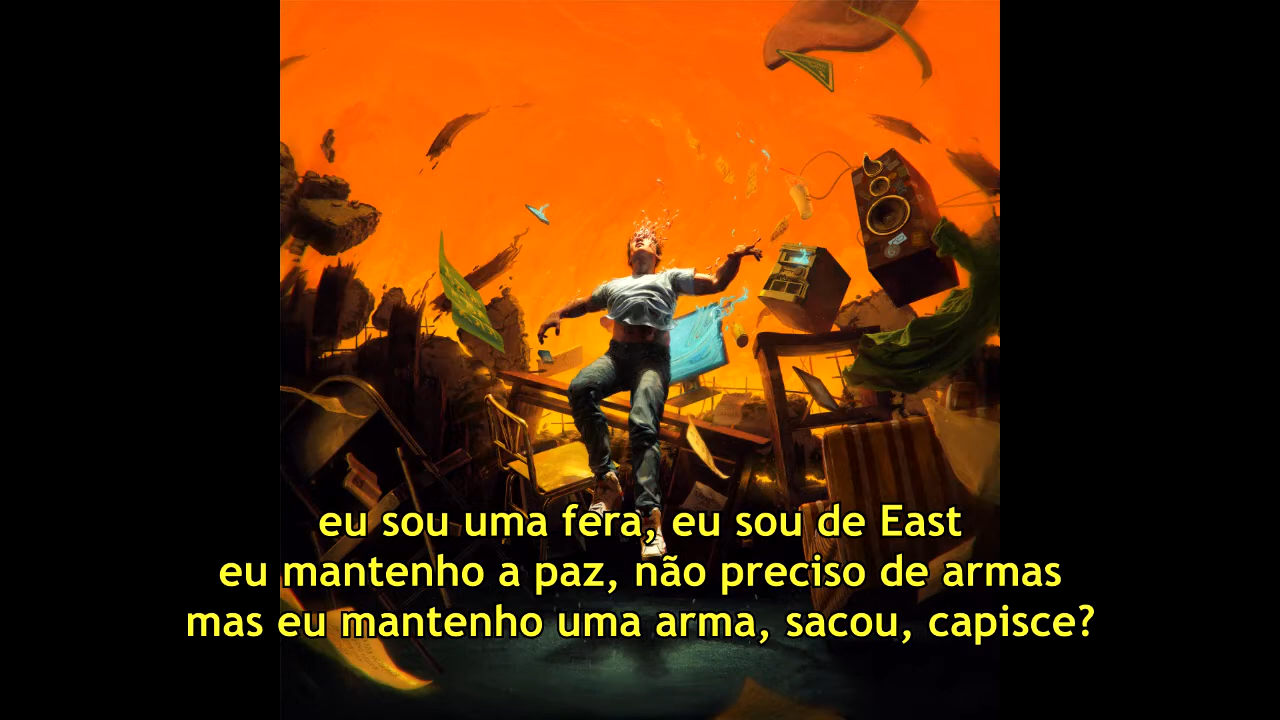 eu sou uma fera, eu sou de East
eu mantenho a paz, não preciso de armas
mas eu mantenho uma arma, sacou, capisce?